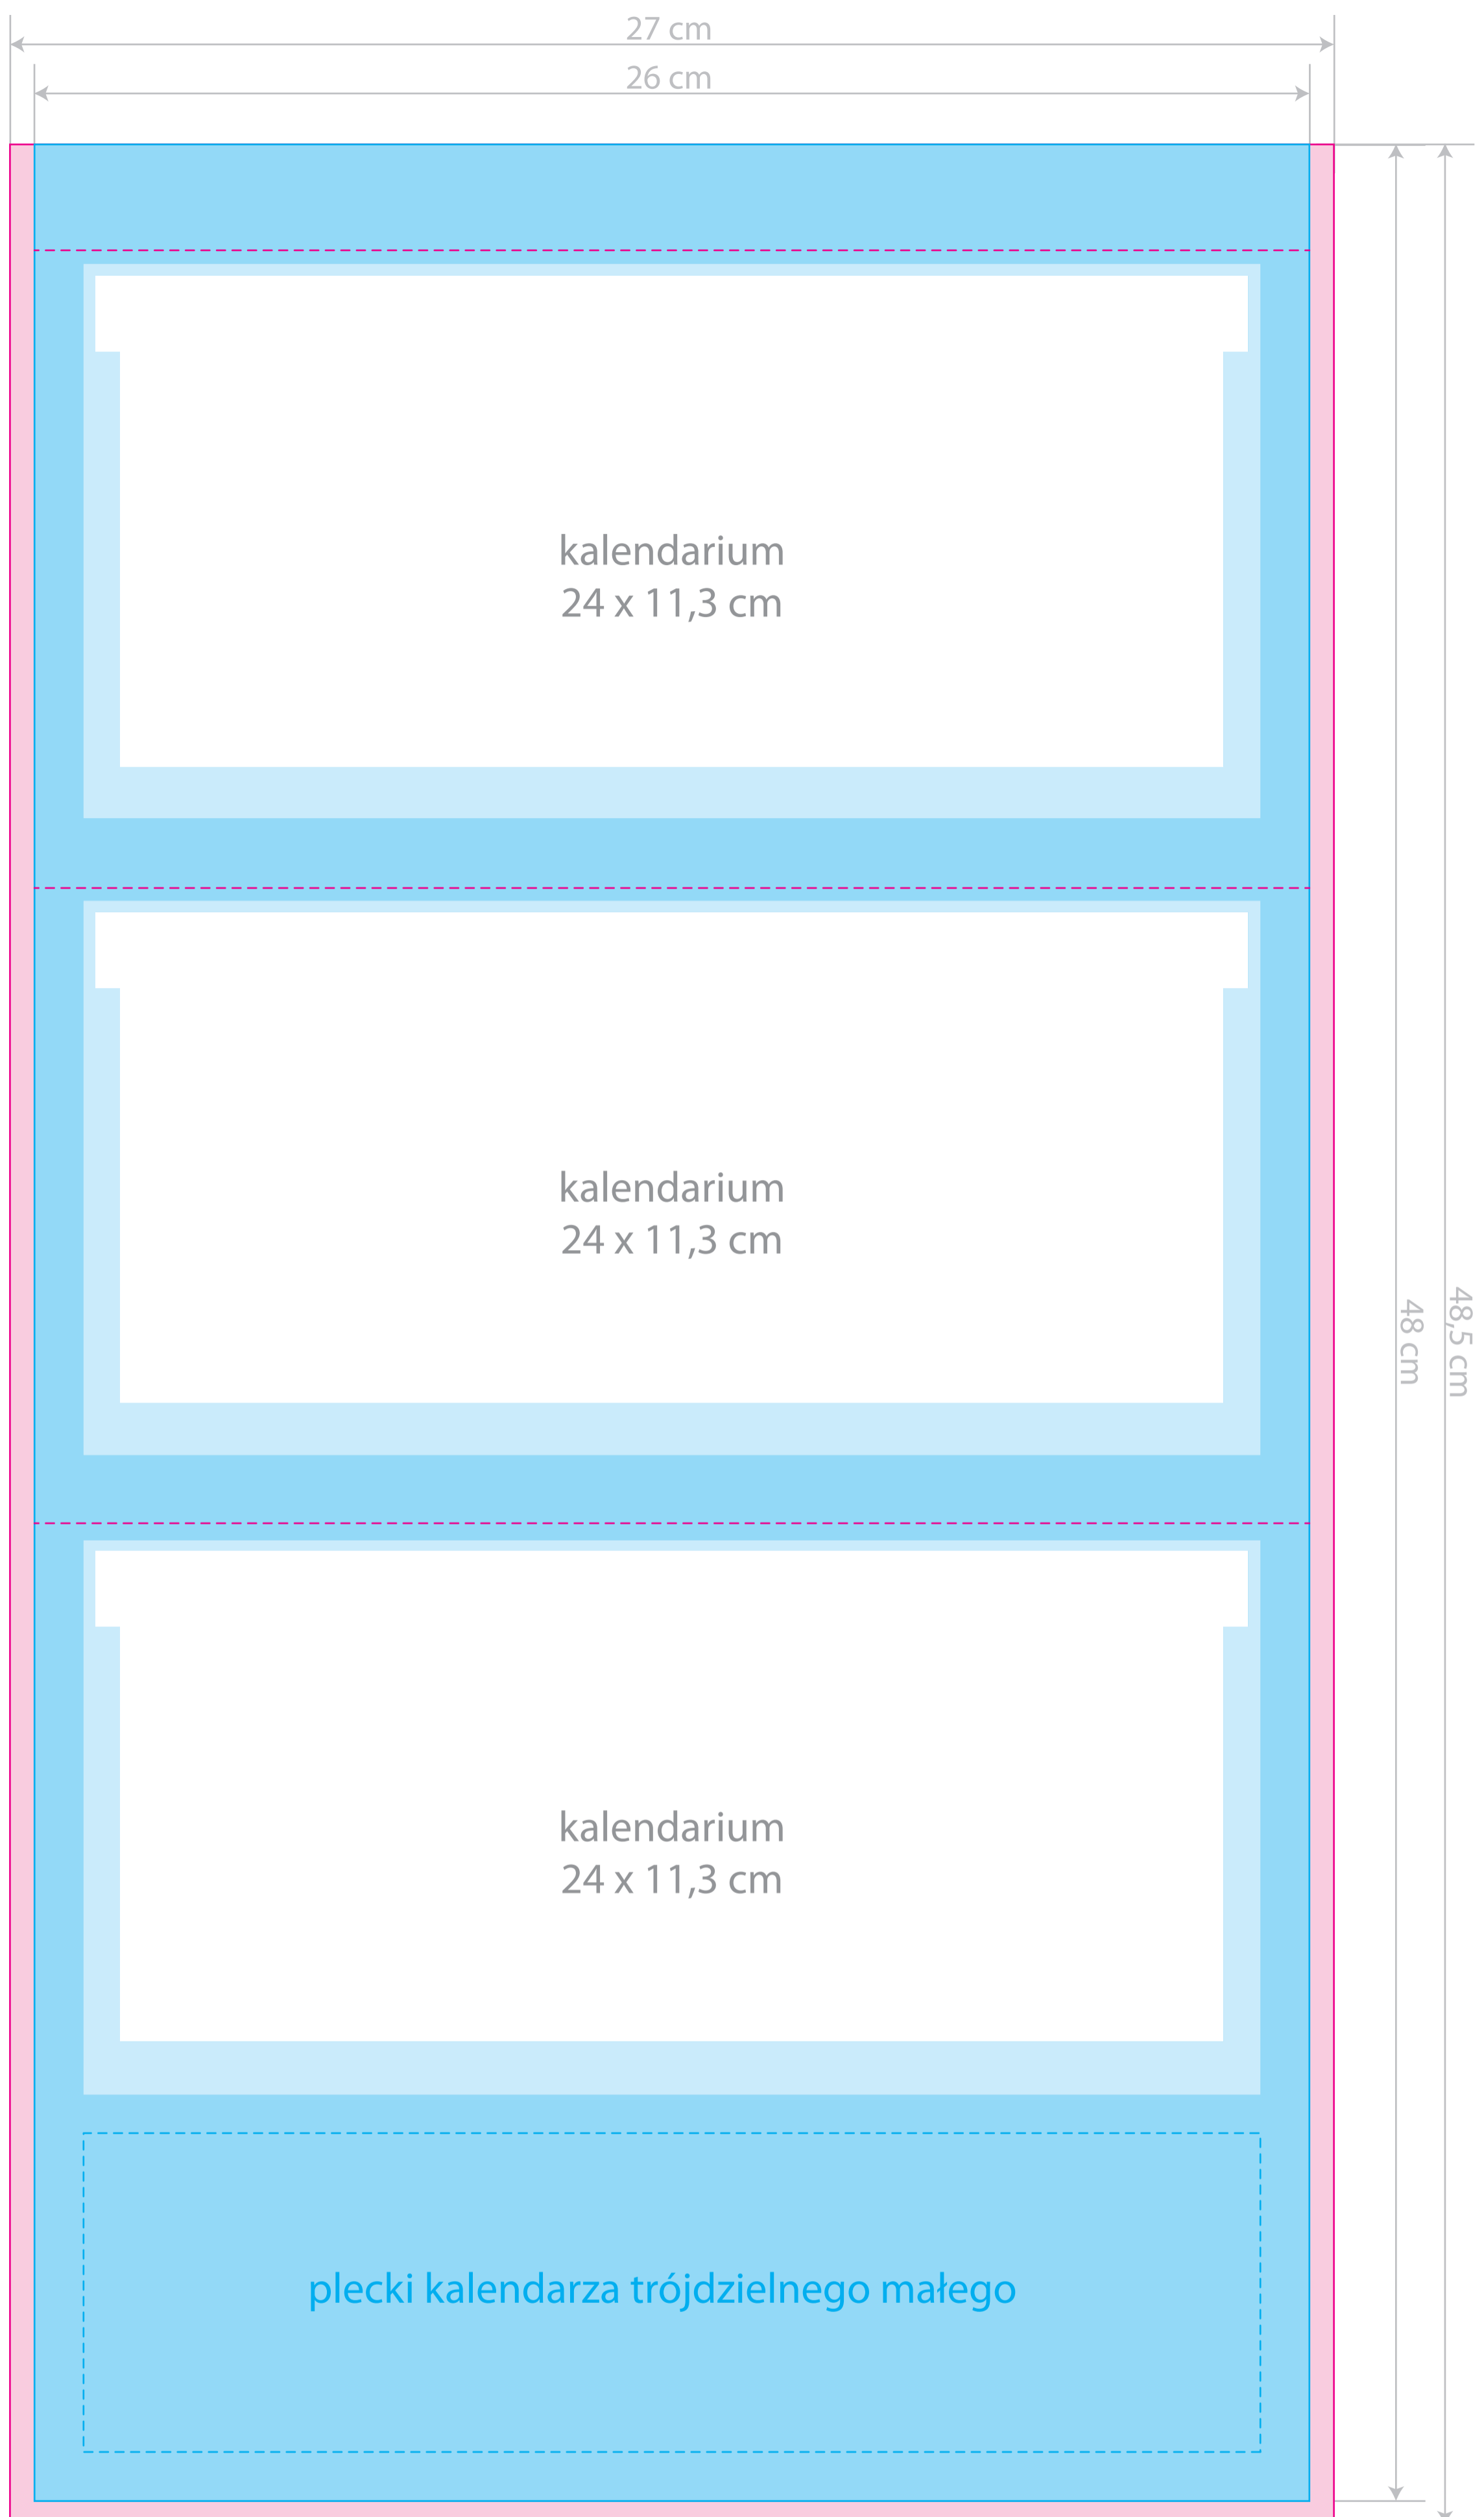 27 cm
26 cm
kalendarium
24 x 11,3 cm
kalendarium
24 x 11,3 cm
48 cm
48,5 cm
kalendarium
24 x 11,3 cm
plecki kalendarza trójdzielnego małego